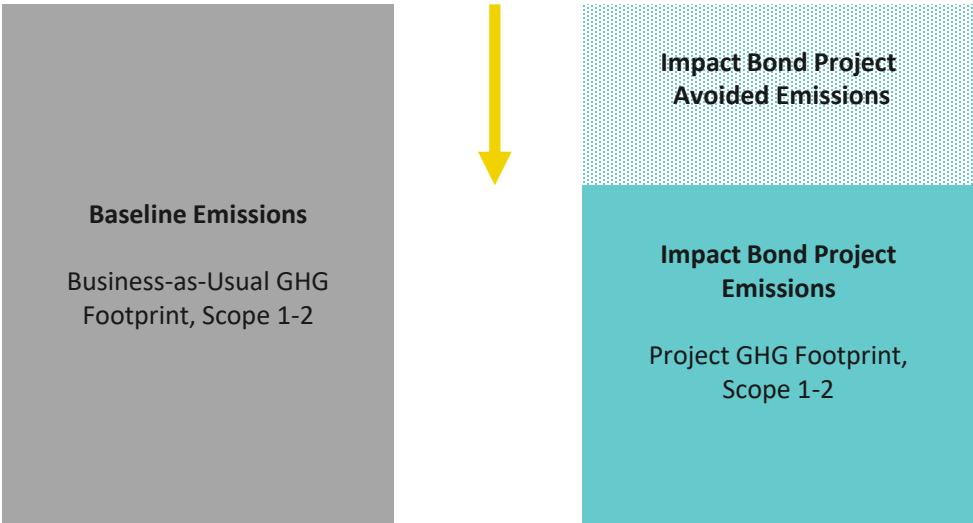 Baseline Emissions
Business-as-Usual GHG
Footprint, Scope 1-2
Impact Bond Project
Avoided Emissions
Impact Bond Project
Emissions
Project GHG Footprint,
Scope 1-2